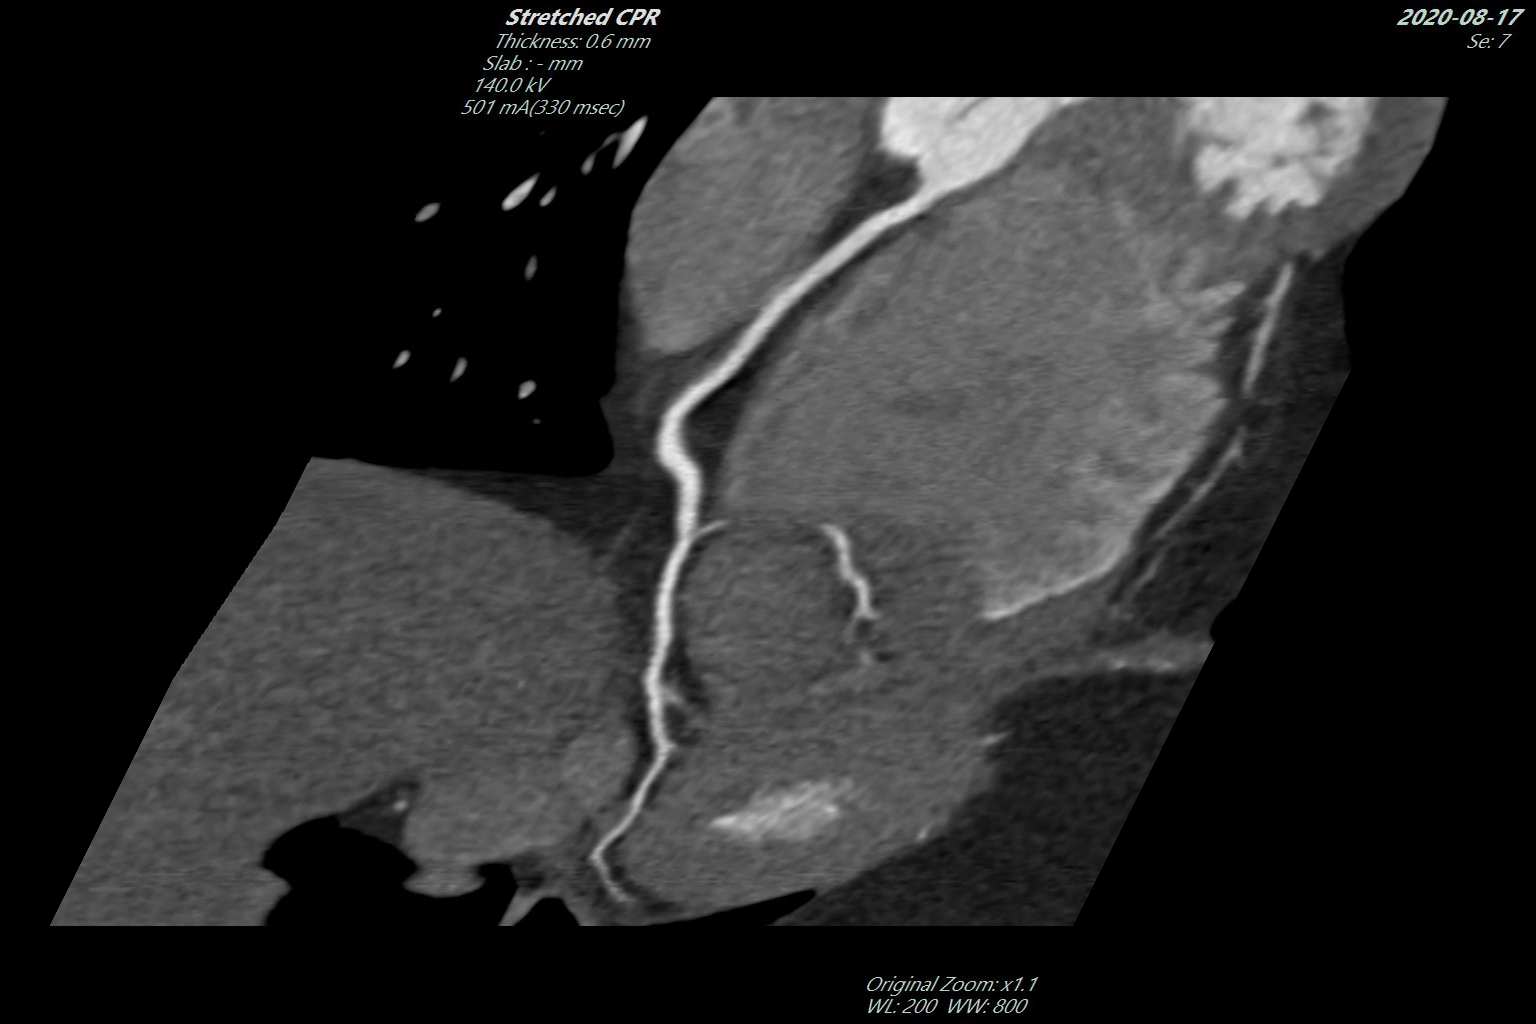 Stretched CPR
Thickness: 0.6 mm
Slab : - mm
140.0 kV
501 mA(330 msec)
2020-08-17
Se: 7
Original Zoom: x1.1
WL: 200 WW: 800